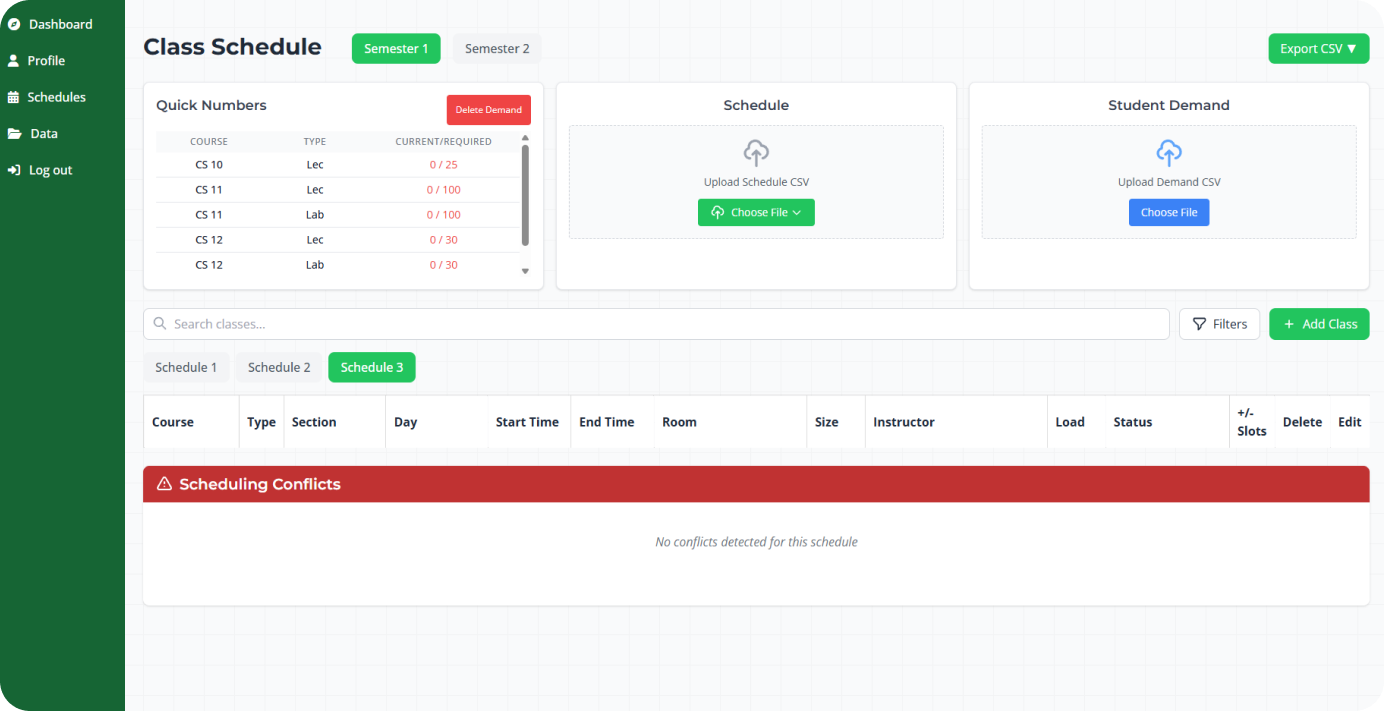 Dashboard
Profile
Schedules
Data
Log out
Class Schedule
Semester 1
Semester 2
Export CSV ▼
Quick Numbers
Delete Demand
COURSE TYPE CURRENT/REQUIRED
CS 10 Lec 0 / 25
CS 11 Lec 0 / 100
CS 11 Lab 0 / 100
CS 12 Lec 0 / 30
CS 12 Lab 0 / 30
Schedule
Upload Schedule CSV
Choose File
Student Demand
Upload Demand CSV
Choose File
Search classes...
Filters
+ Add Class
Schedule 1
Schedule 2
Schedule 3
Course Type Section Day Start Time End Time Room Size Instructor Load Status +/- Slots Delete Edit
Scheduling Conflicts
No conflicts detected for this schedule